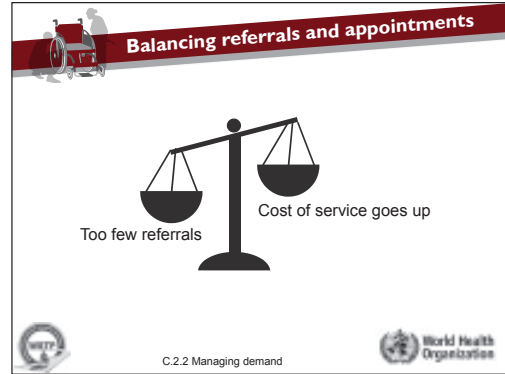 Balancing referrals and appointments
Cost of service goes up
Too few referrals
WSTP
C.2.2 Managing demand
World Health
Organization